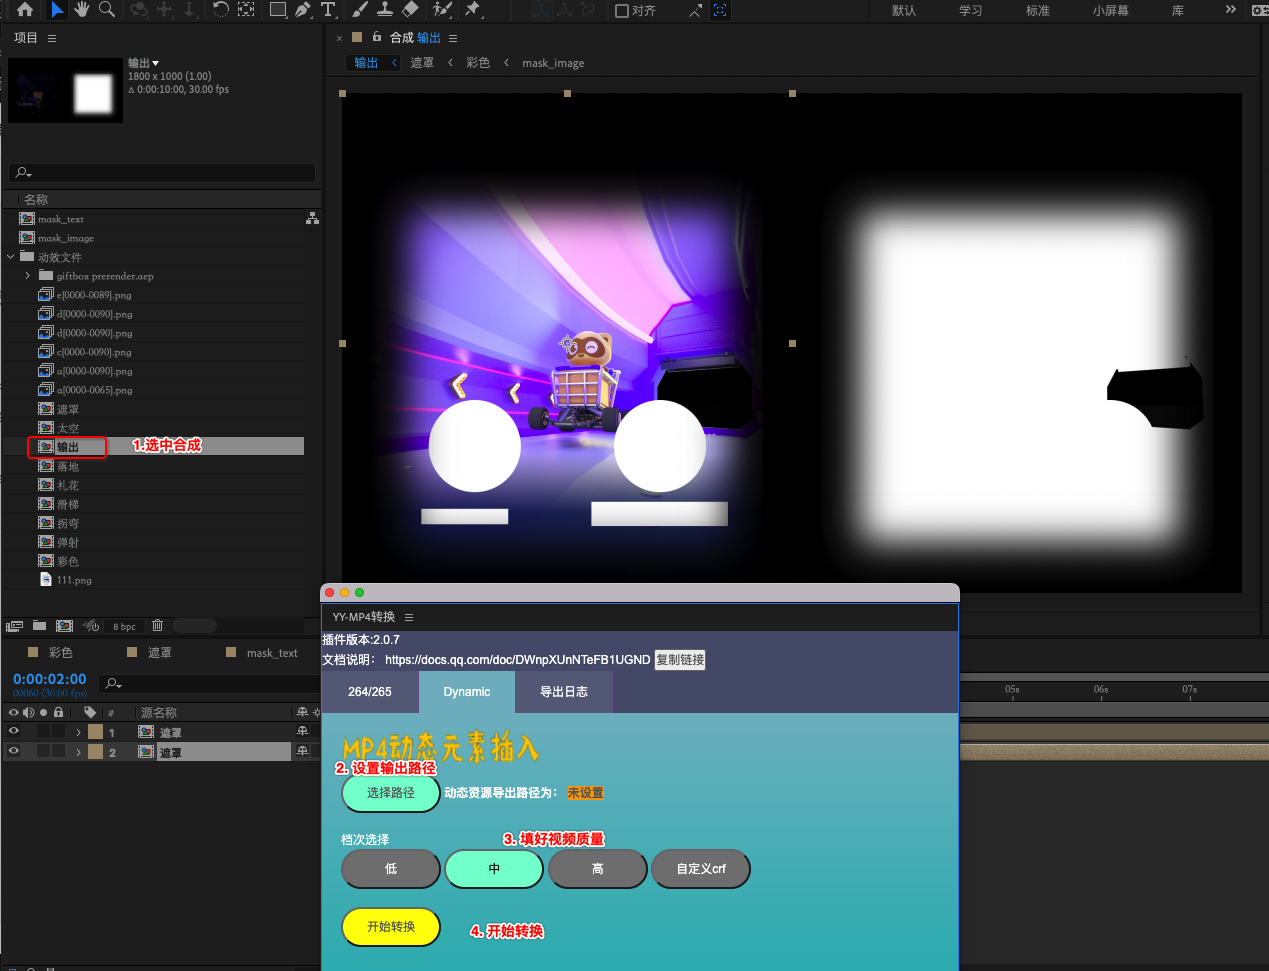 对齐
默认
学习
标准
小屏幕
库
项目
× 合成 输出
输出 < 遮罩 < 彩色 < mask_image
输出▼
1800 x 1000 (1.00)
Δ 0:00:10:00, 30.00 fps
名称
mask_text
mask_image
动效文件
giftbox prerender.aep
e[0000-0089].png
d[0000-0090].png
d[0000-0090].png
c[0000-0090].png
a[0000-0090].png
a[0000-0065].png
遮罩
太空
输出
1.选中合成
落地
礼花
滑梯
拐弯
弹射
彩色
111.png
8 bpc
彩色
遮罩
mask_text
0:00:02:00
00060 (30.00 fps)
# 源名称
1 遮罩
2 遮罩
05s 06s 07s
YY-MP4转换
插件版本:2.0.7
文档说明： https://docs.qq.com/doc/DWnpXUnNTeFB1UGND 复制链接
264/265 Dynamic 导出日志
MP4动态元素插入
2. 设置输出路径
选择路径 动态资源导出路径为： 未设置
档次选择
3. 填好视频质量
低 中 高 自定义crf
开始转换
4. 开始转换